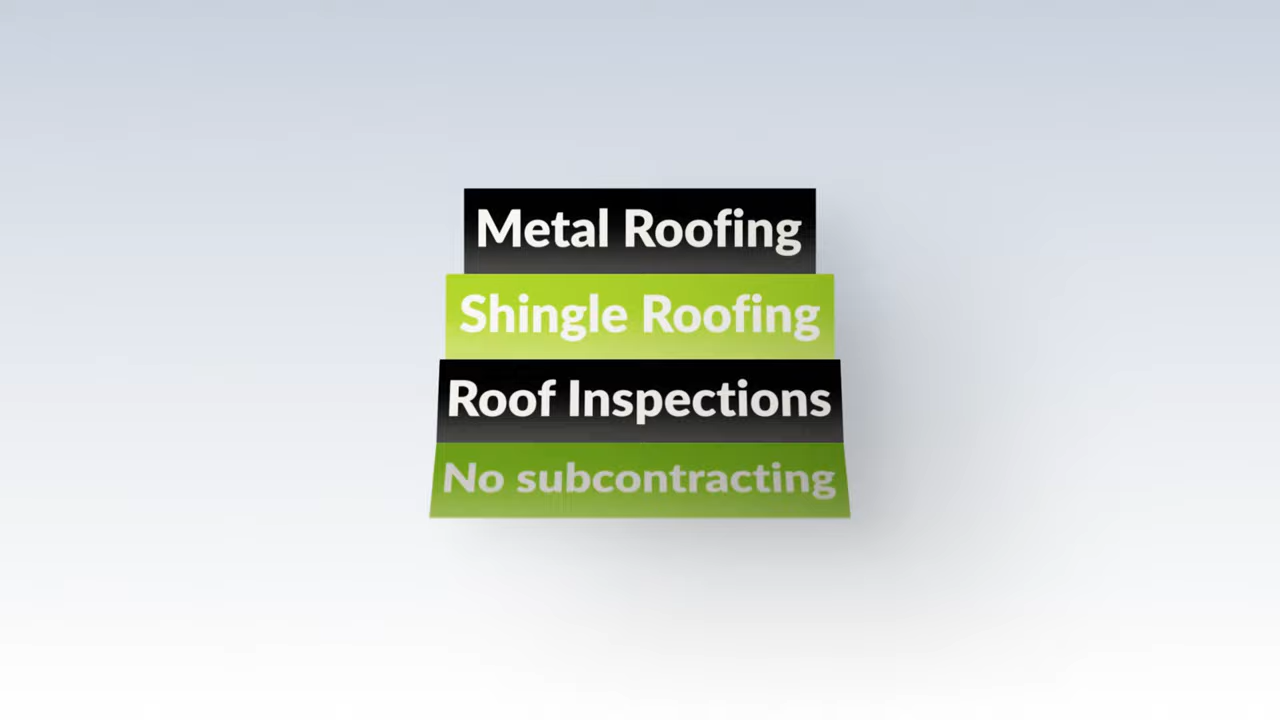 Metal Roofing
Shingle Roofing
Roof Inspections
No subcontracting